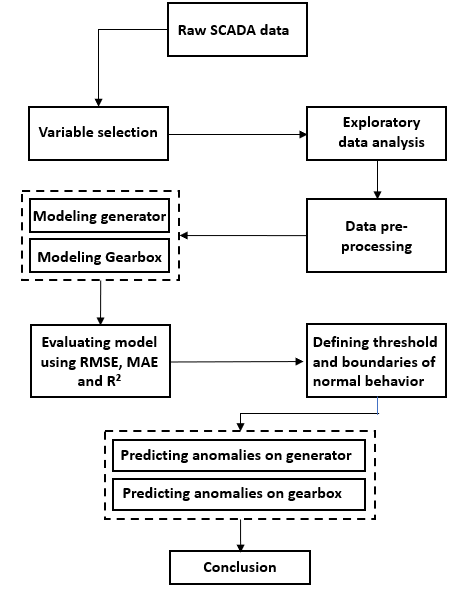 Raw SCADA data
Variable selection
Exploratory
data analysis
Modeling generator
Modeling Gearbox
Data pre-
processing
Evaluating model
using RMSE, MAE
and R²
Defining threshold
and boundaries of
normal behavior
Predicting anomalies on generator
Predicting anomalies on gearbox
Conclusion